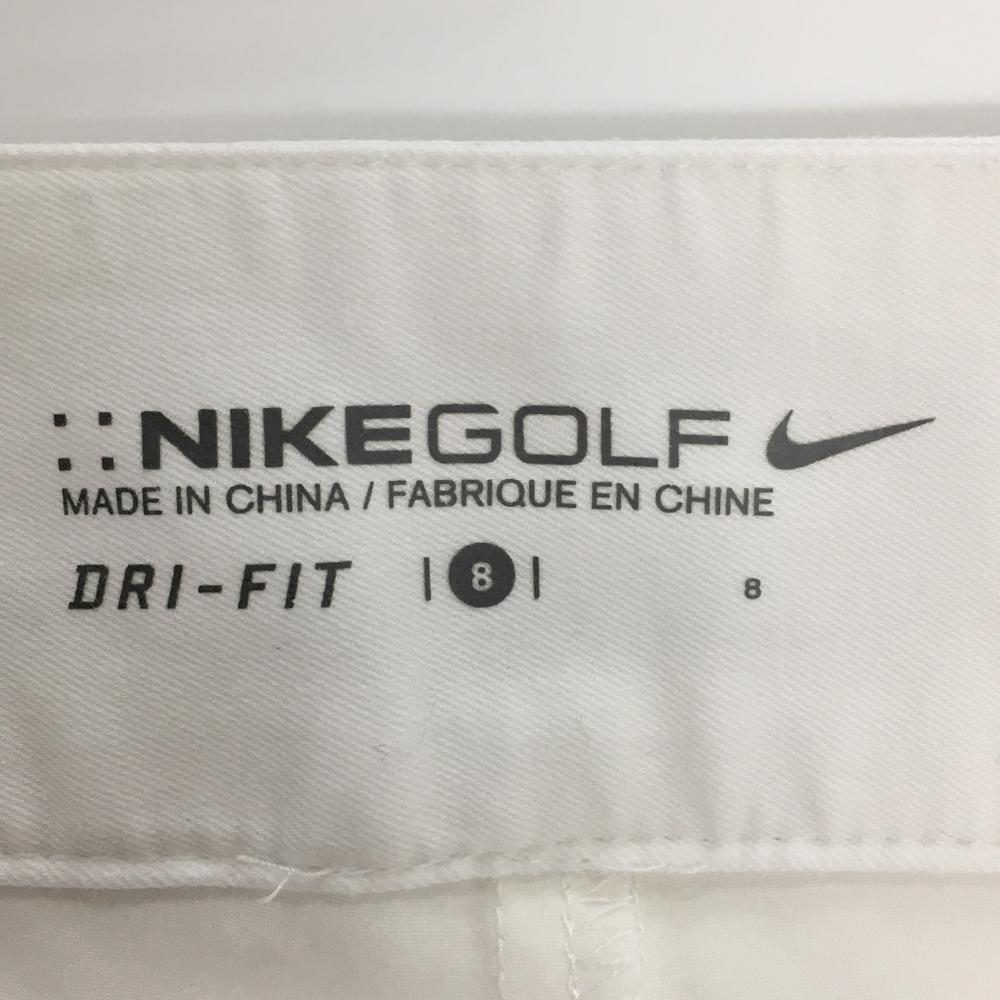 NIKEGOLF
MADE IN CHINA / FABRIQUE EN CHINE
DRI-FIT | 8 | 8